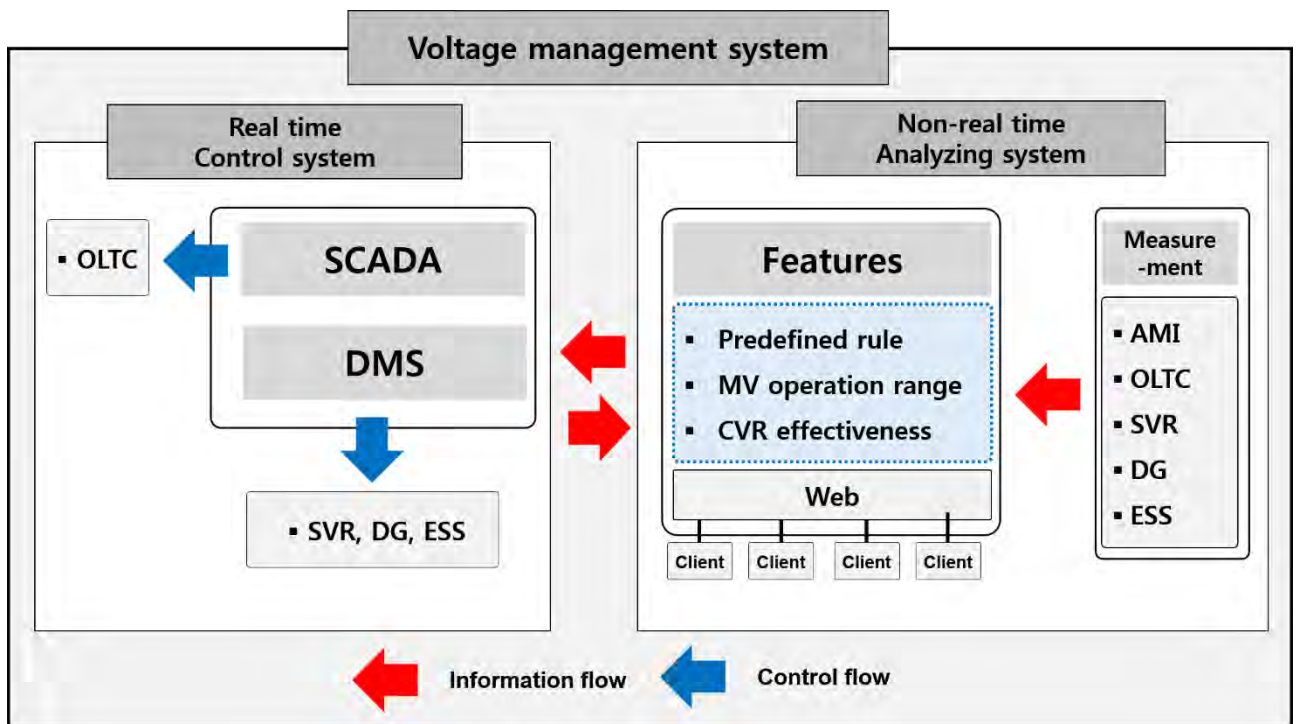 Voltage management system
Real time
Control system
▪ OLTC
SCADA
DMS
▪ SVR, DG, ESS
Non-real time
Analyzing system
Features
▪ Predefined rule
▪ MV operation range
▪ CVR effectiveness
Web
Client
Client
Client
Client
Measure
-ment
▪ AMI
▪ OLTC
▪ SVR
▪ DG
▪ ESS
Information flow
Control flow